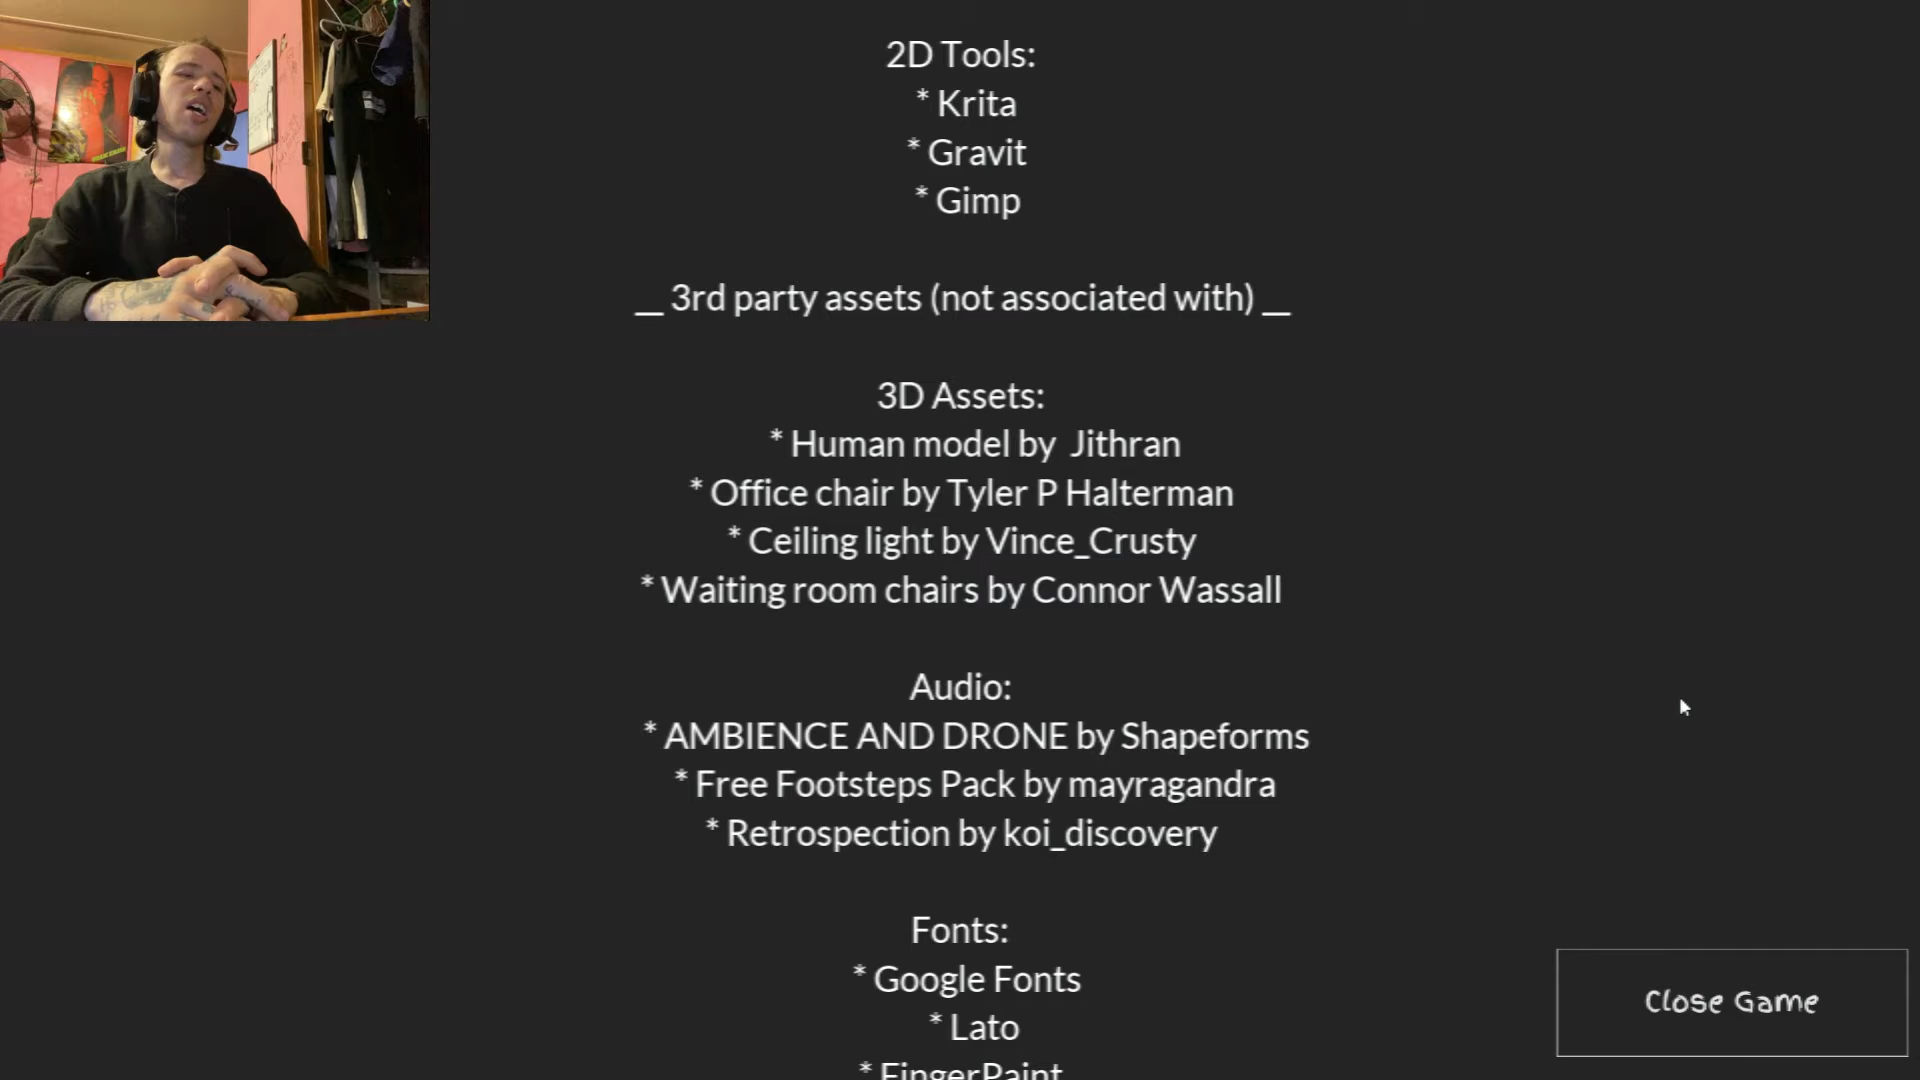 2D Tools:
* Krita
* Gravit
* Gimp
__ 3rd party assets (not associated with) __
3D Assets:
* Human model by  Jithran
* Office chair by Tyler P Halterman
* Ceiling light by Vince_Crusty
* Waiting room chairs by Connor Wassall
Audio:
* AMBIENCE AND DRONE by Shapeforms
* Free Footsteps Pack by mayragandra
* Retrospection by koi_discovery
Fonts:
* Google Fonts
* Lato
* FingerPaint
Close Game